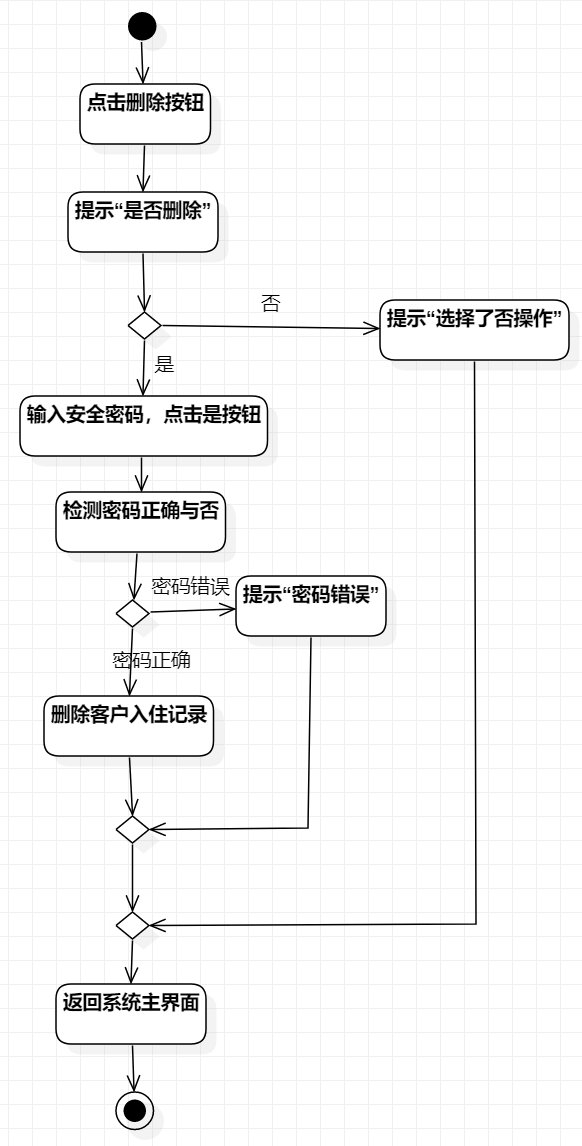 点击删除按钮
提示“是否删除”
否
提示“选择了否操作”
是
输入安全密码，点击是按钮
检测密码正确与否
密码错误
提示“密码错误”
密码正确
删除客户入住记录
返回系统主界面